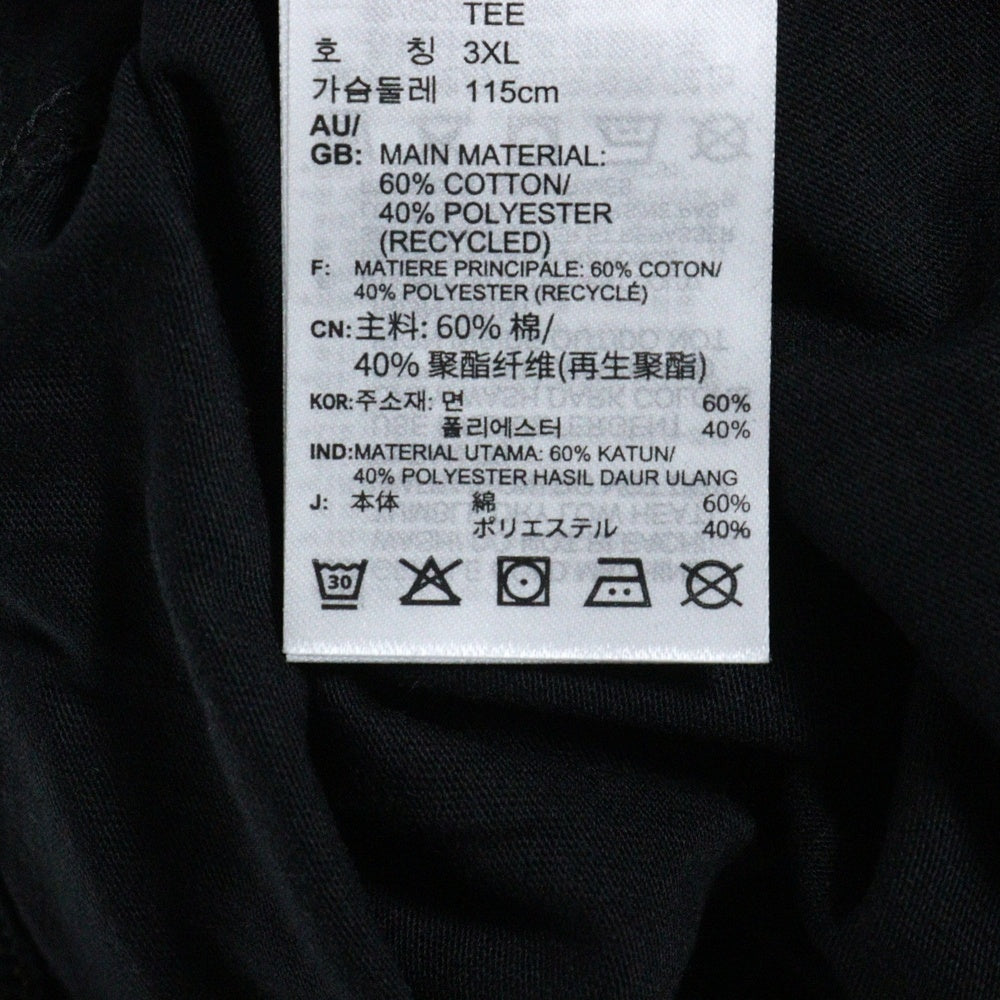 TEE
호 칭 3XL
가슴둘레 115cm
AU/
GB: MAIN MATERIAL:
60% COTTON/
40% POLYESTER
(RECYCLED)
F: MATIERE PRINCIPALE: 60% COTON/
40% POLYESTER (RECYCLÉ)
CN: 主料: 60% 棉/
40% 聚酯纤维(再生聚酯)
KOR: 주소재: 면 60%
폴리에스터 40%
IND: MATERIAL UTAMA: 60% KATUN/
40% POLYESTER HASIL DAUR ULANG
J: 本体 綿 60%
ポリエステル 40%
30